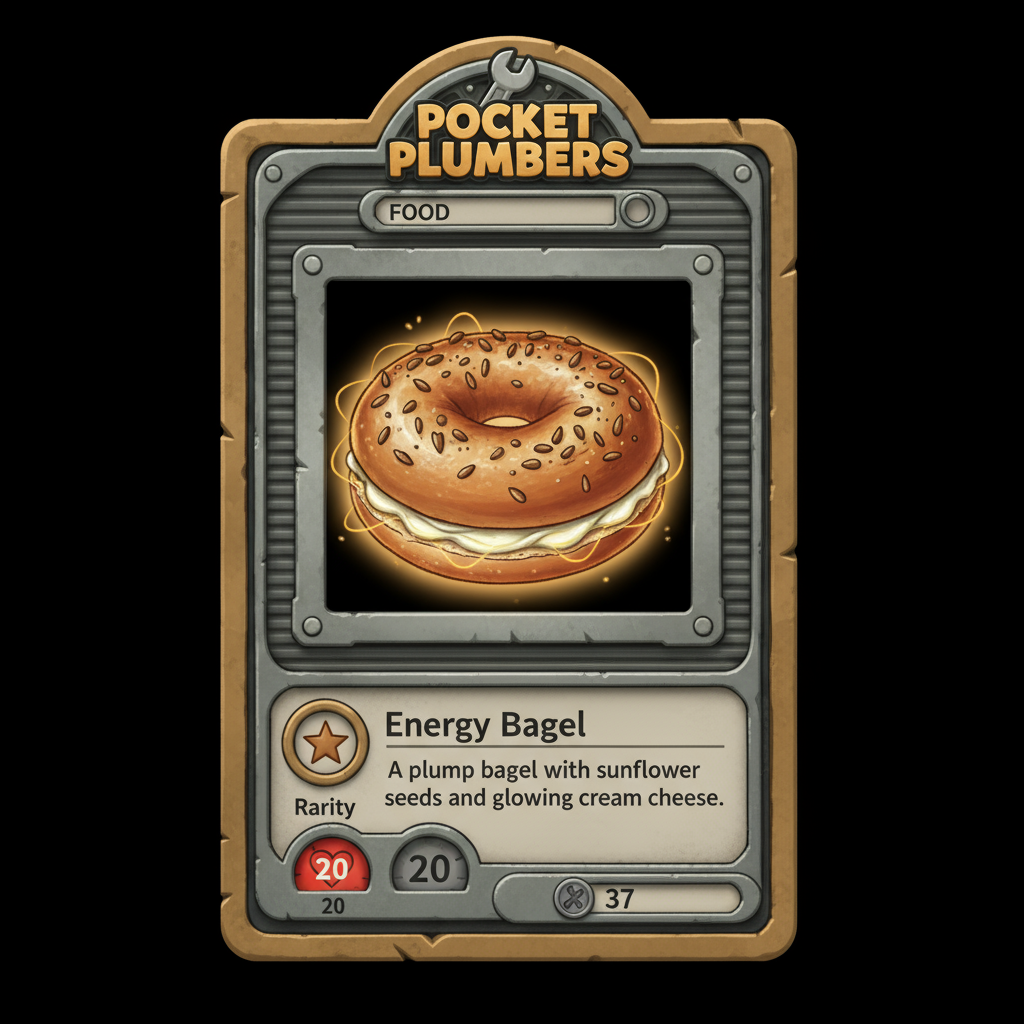 POCKET
PLUMBERS
FOOD
Energy Bagel
A plump bagel with sunflower
seeds and glowing cream cheese.
Rarity
20
20
20
37